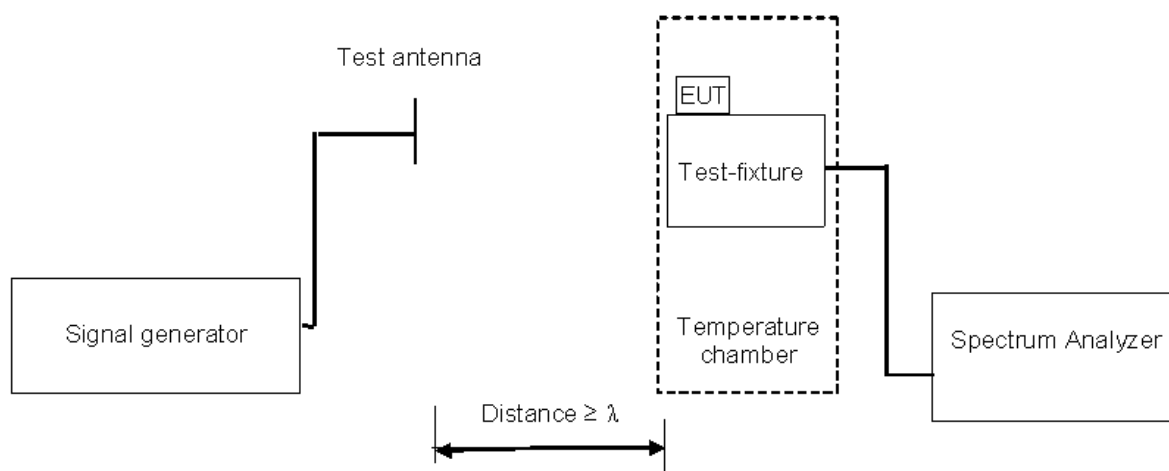 Test antenna
EUT
Test-fixture
Signal generator
Temperature
chamber
Spectrum Analyzer
Distance ≥ λ